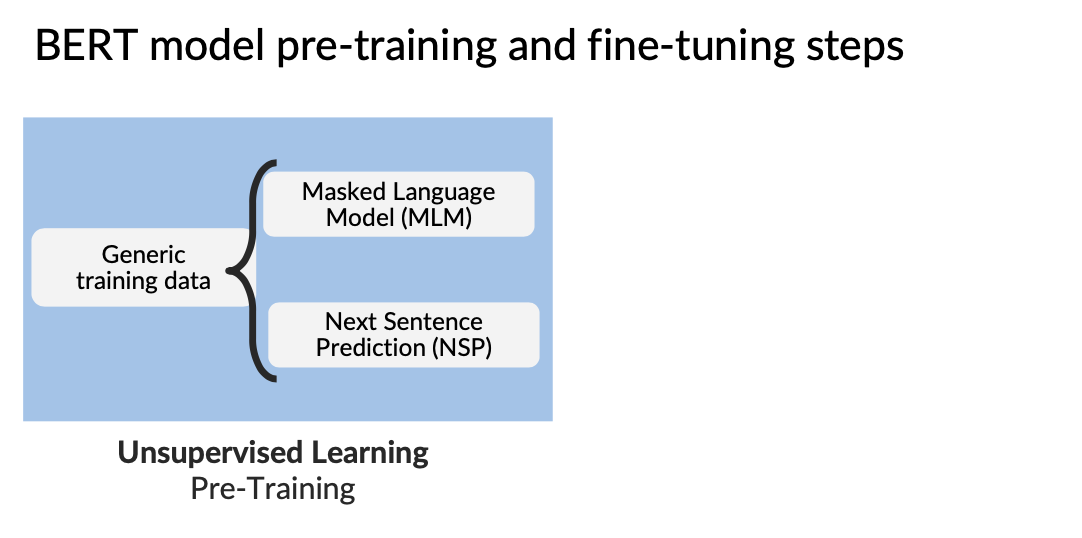 BERT model pre-training and fine-tuning steps
Generic
training data
Masked Language
Model (MLM)
Next Sentence
Prediction (NSP)
Unsupervised Learning
Pre-Training